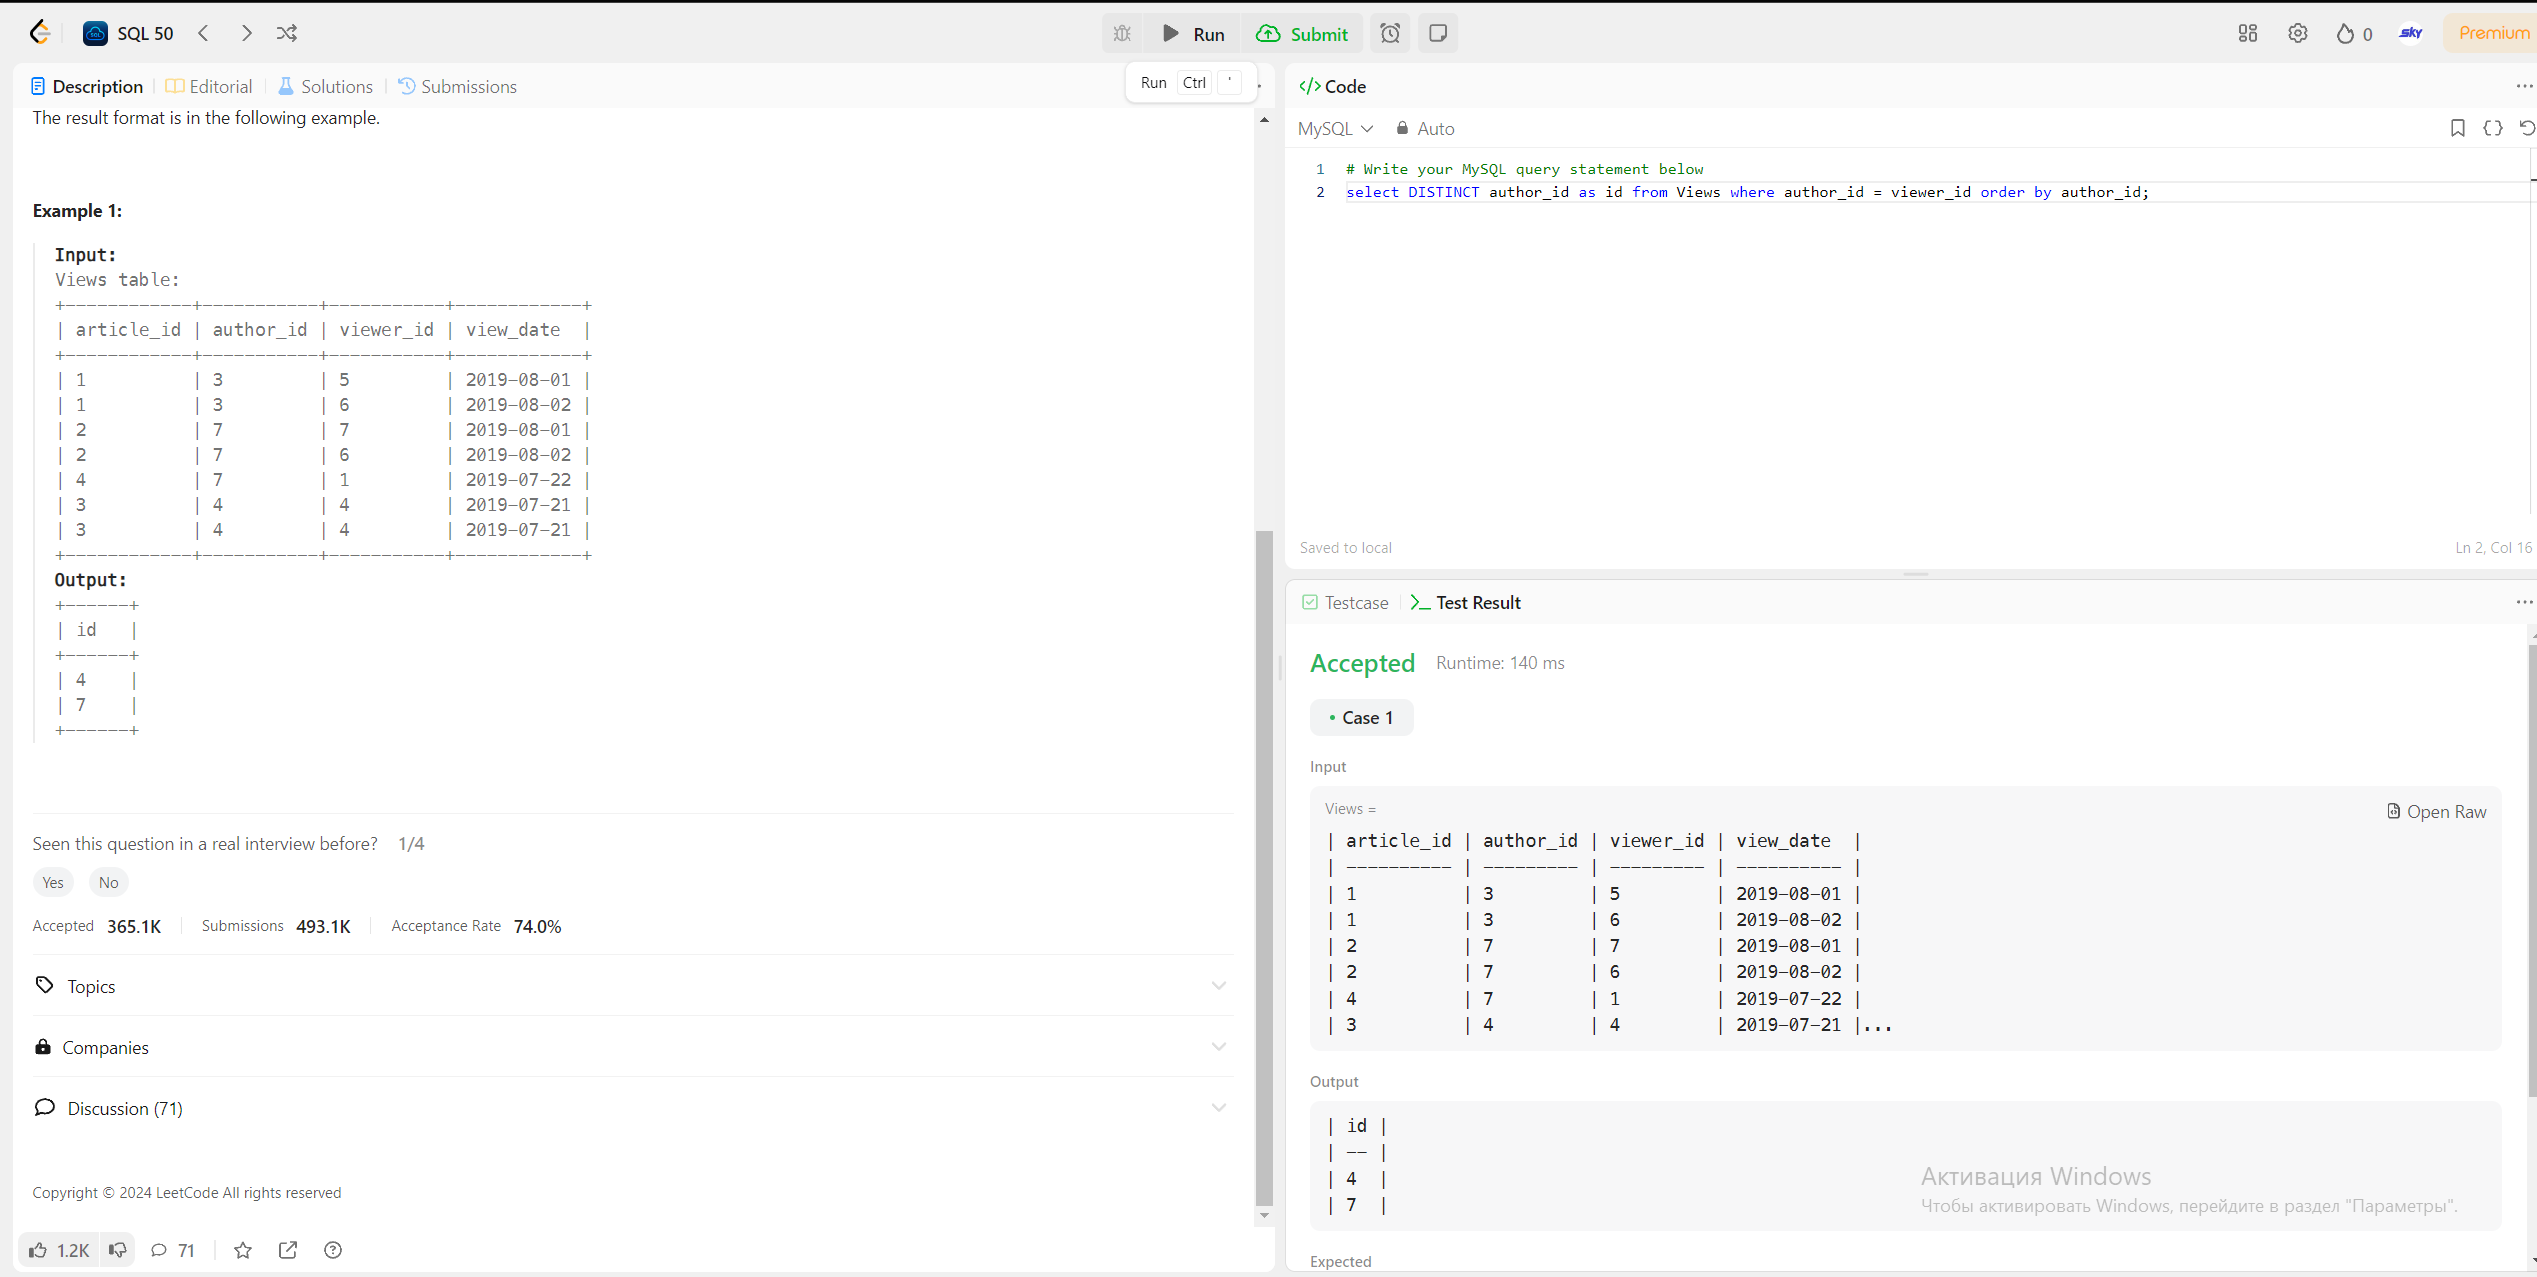 SQL 50
Run
Submit
0
sky
Premium
Description
Editorial
Solutions
Submissions
Run Ctrl '
The result format is in the following example.
Example 1:
Input:
Views table:
+------------+-----------+-----------+------------+
| article_id | author_id | viewer_id | view_date  |
+------------+-----------+-----------+------------+
| 1          | 3         | 5         | 2019-08-01 |
| 1          | 3         | 6         | 2019-08-02 |
| 2          | 7         | 7         | 2019-08-01 |
| 2          | 7         | 6         | 2019-08-02 |
| 4          | 7         | 1         | 2019-07-22 |
| 3          | 4         | 4         | 2019-07-21 |
| 3          | 4         | 4         | 2019-07-21 |
+------------+-----------+-----------+------------+
Output:
+------+
| id   |
+------+
| 4    |
| 7    |
+------+
Seen this question in a real interview before? 1/4
Yes No
Accepted 365.1K Submissions 493.1K Acceptance Rate 74.0%
Topics
Companies
Discussion (71)
Copyright © 2024 LeetCode All rights reserved
1.2K 71
</> Code
MySQL Auto
1 # Write your MySQL query statement below
2 select DISTINCT author_id as id from Views where author_id = viewer_id order by author_id;
Saved to local
Ln 2, Col 16
Testcase
>_ Test Result
Accepted Runtime: 140 ms
• Case 1
Input
Views =
Open Raw
| article_id | author_id | viewer_id | view_date  |
| ---------- | --------- | --------- | ---------- |
| 1          | 3         | 5         | 2019-08-01 |
| 1          | 3         | 6         | 2019-08-02 |
| 2          | 7         | 7         | 2019-08-01 |
| 2          | 7         | 6         | 2019-08-02 |
| 4          | 7         | 1         | 2019-07-22 |
| 3          | 4         | 4         | 2019-07-21 |...
Output
| id |
| -- |
| 4  |
| 7  |
Активация Windows
Чтобы активировать Windows, перейдите в раздел "Параметры".
Expected